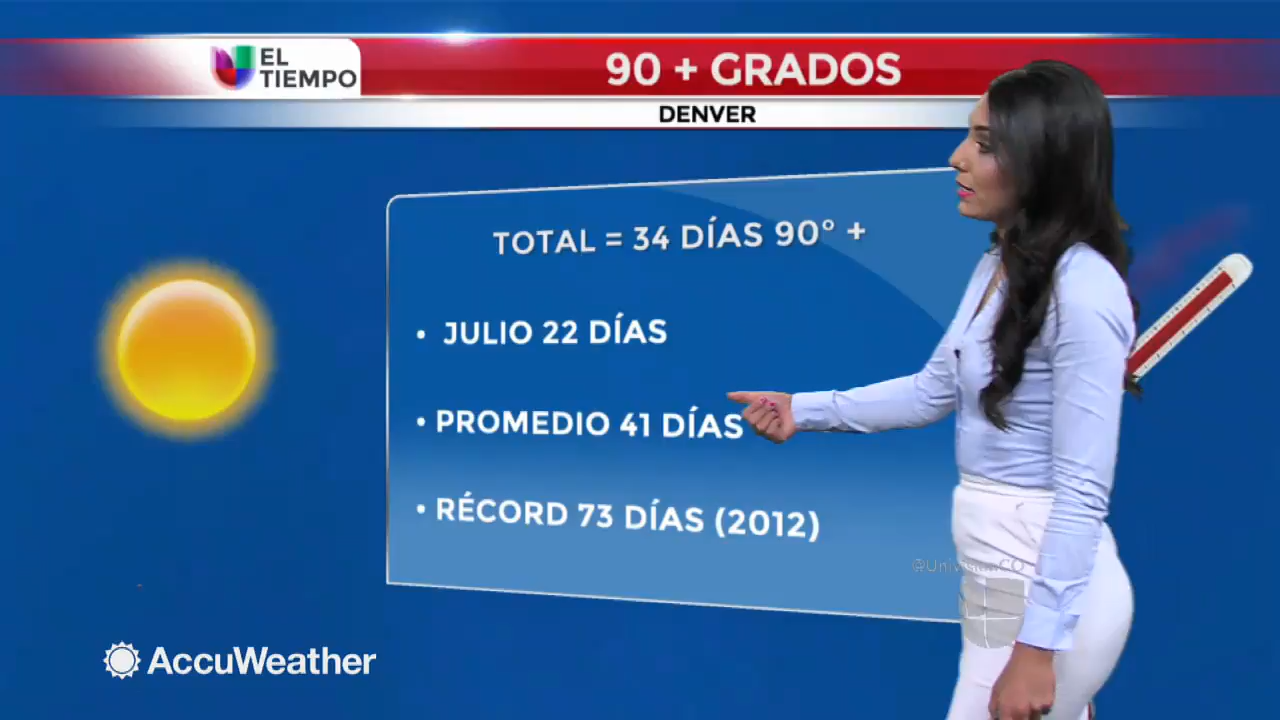 EL
TIEMPO
90 + GRADOS
DENVER
TOTAL = 34 DÍAS 90° +
• JULIO 22 DÍAS
• PROMEDIO 41 DÍAS
• RÉCORD 73 DÍAS (2012)
@UnivisionCO
AccuWeather